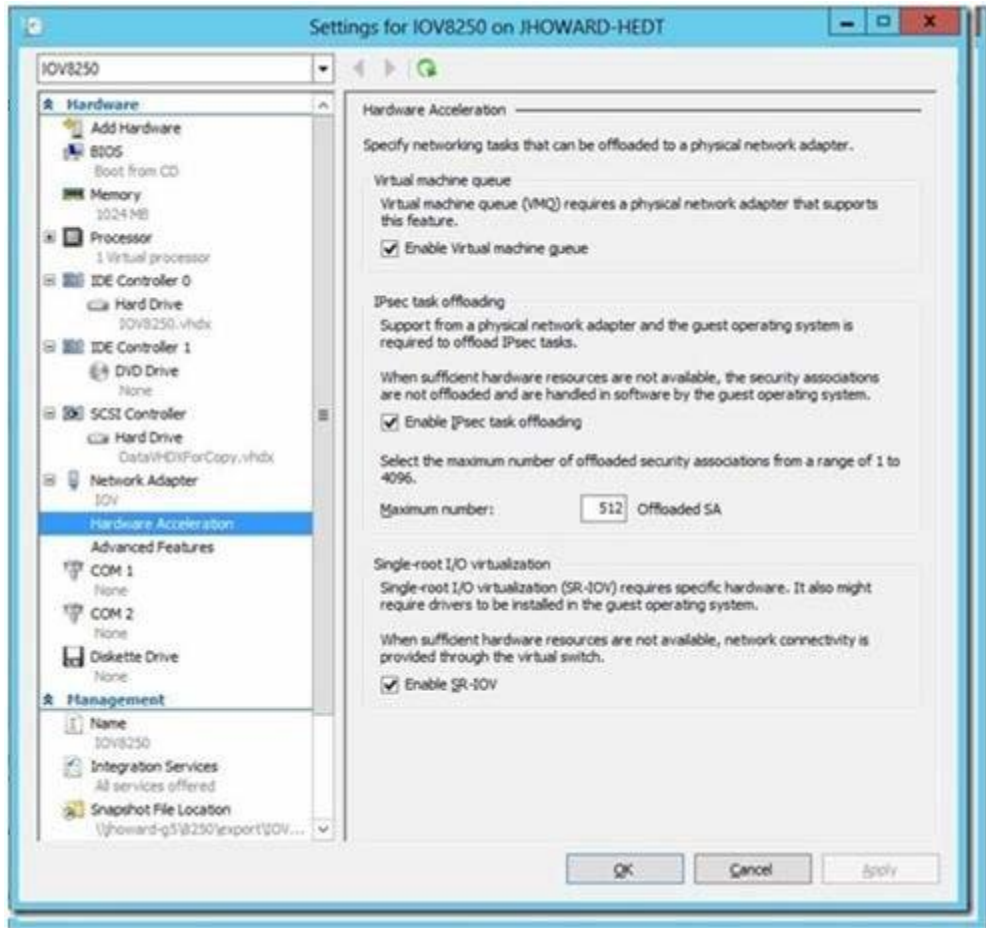 Settings for IOV8250 on JHOWARD-HEDT
IOV8250
Hardware
Add Hardware
BIOS
Boot from CD
Memory
1024 MB
Processor
1 Virtual processor
IDE Controller 0
Hard Drive
IOV8250.vhdx
IDE Controller 1
DVD Drive
None
SCSI Controller
Hard Drive
DataVHDXForCopy.vhdx
Network Adapter
IOV
Hardware Acceleration
Advanced Features
COM 1
None
COM 2
None
Diskette Drive
None
Management
Name
IOV8250
Integration Services
All services offered
Snapshot File Location
\\jhoward-g5\8250\export\IOV...
Hardware Acceleration
Specify networking tasks that can be offloaded to a physical network adapter.
Virtual machine queue
Virtual machine queue (VMQ) requires a physical network adapter that supports
this feature.
Enable Virtual machine queue
IPsec task offloading
Support from a physical network adapter and the guest operating system is
required to offload IPsec tasks.
When sufficient hardware resources are not available, the security associations
are not offloaded and are handled in software by the guest operating system.
Enable IPsec task offloading
Select the maximum number of offloaded security associations from a range of 1 to
4096.
Maximum number: 512 Offloaded SA
Single-root I/O virtualization
Single-root I/O virtualization (SR-IOV) requires specific hardware. It also might
require drivers to be installed in the guest operating system.
When sufficient hardware resources are not available, network connectivity is
provided through the virtual switch.
Enable SR-IOV
OK Cancel Apply